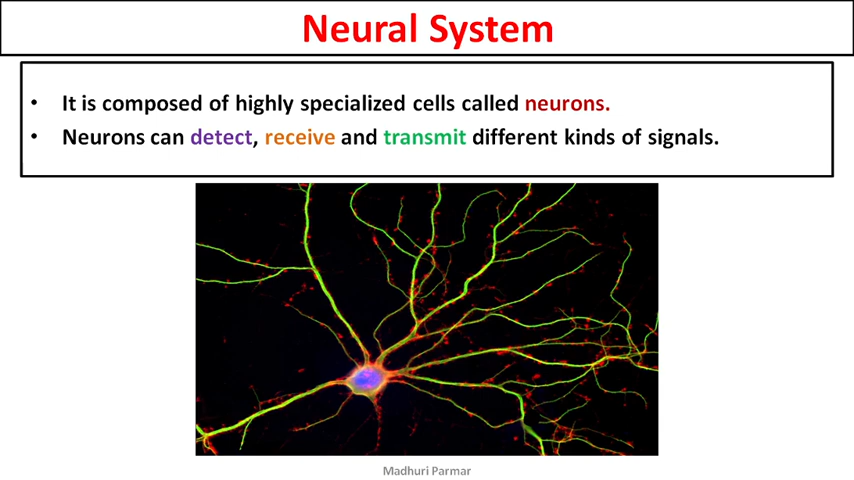 Neural System
• It is composed of highly specialized cells called neurons.
• Neurons can detect, receive and transmit different kinds of signals.
Madhuri Parmar